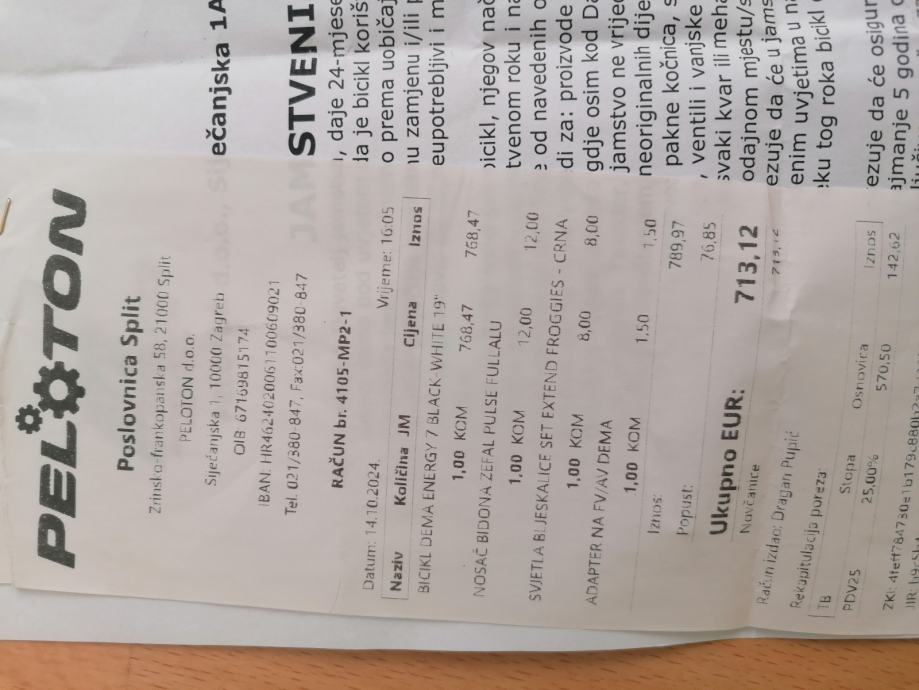 PELOTON
Poslovnica Split
Zrinsko-frankopanska 58, 21000 Split
PELOTON d.o.o.
Siječanjska 1, 10000 Zagreb
OIB 67169815174
IBAN: HR4624020061100609021
Tel. 021/380-847, Fax:021/380-847
RAČUN br. 4105-MP2-1
Datum: 14.10.2024. Vrijeme: 16:05
Naziv Količina JM Cijena Iznos
BICIKL DEMA ENERGY 7 BLACK-WHITE 19"
1,00 KOM 768,47 768,47
NOSAČ BIDONA ZEFAL PULSE FULLALU
1,00 KOM 12,00 12,00
SVJETLA BLJESKALICE SET EXTEND FROGGIES - CRNA
1,00 KOM 8,00 8,00
ADAPTER NA FV/AV DEMA
1,00 KOM 1,50 1,50
Iznos: 789,97
Popust: 76,85
Ukupno EUR: 713,12
Novčanice 713,12
Račun izdao: Dragan Pupić
Rekapitulacija poreza:
TB Stopa Osnovica Iznos
PDV25 25.00% 570,50 142,62
ZKI:
JIR:
ečanjska 1A
STVENI
, daje 24-mjese
da je bicikl koriš
o prema uobičaj
u zamjenu i/ili p
eupotrebljivi i m
bicikl, njegov nač
tvenom roku i na
e od navedenih o
di za: proizvode
gdje osim kod Da
jamstvo ne vrijed
neoriginalnih dije
pakne kočnica, s
, ventili i vanjske
svaki kvar ili meha
odajnom mjestu/s
ezuje da će u jams
enim uvjetima u na
eku tog roka bicikl
ezuje da će osigur
ajmanje 5 godina o